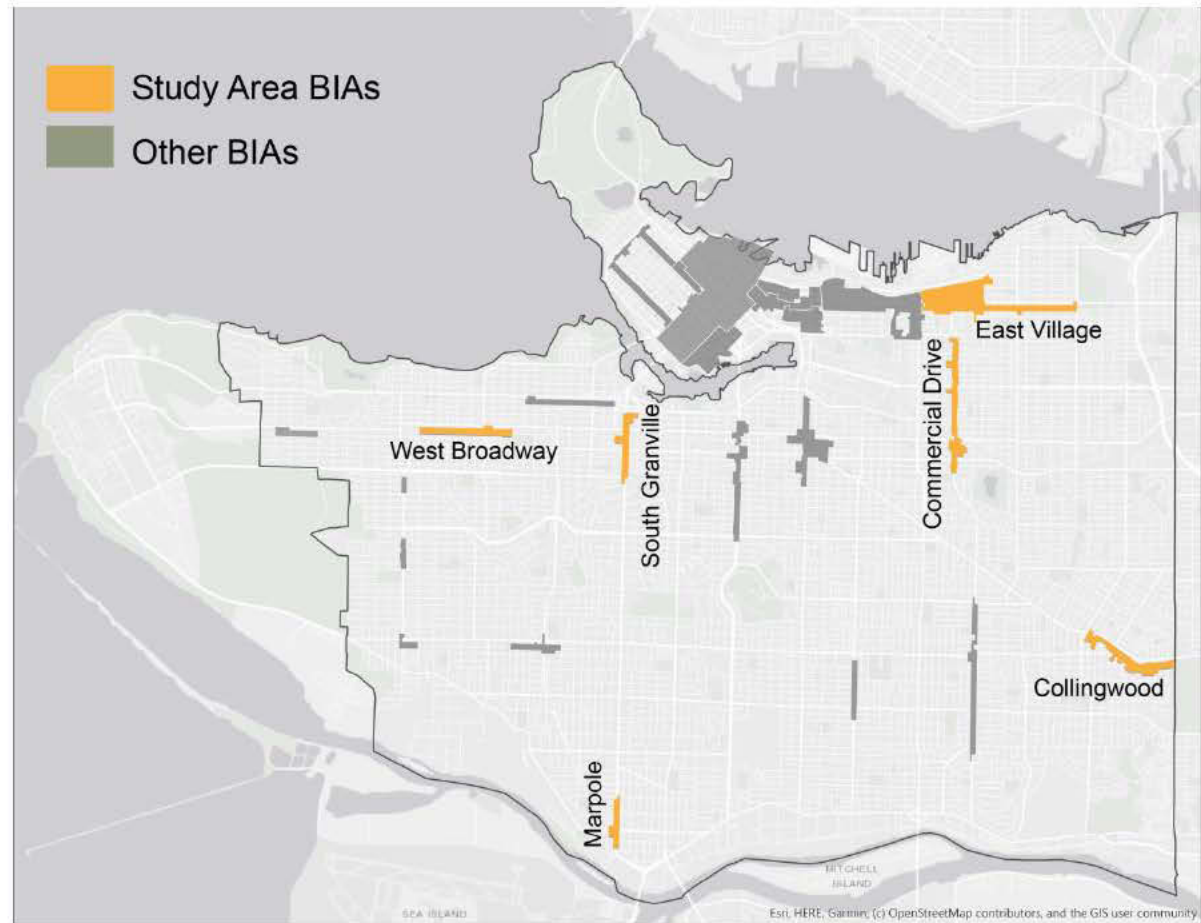 Study Area BIAs
Other BIAs
East Village
Commercial Drive
South Granville
West Broadway
Collingwood
Marpole
MITCHELL
ISLAND
SEA ISLAND
Esri, HERE, Garmin, (c) OpenStreetMap contributors, and the GIS user community